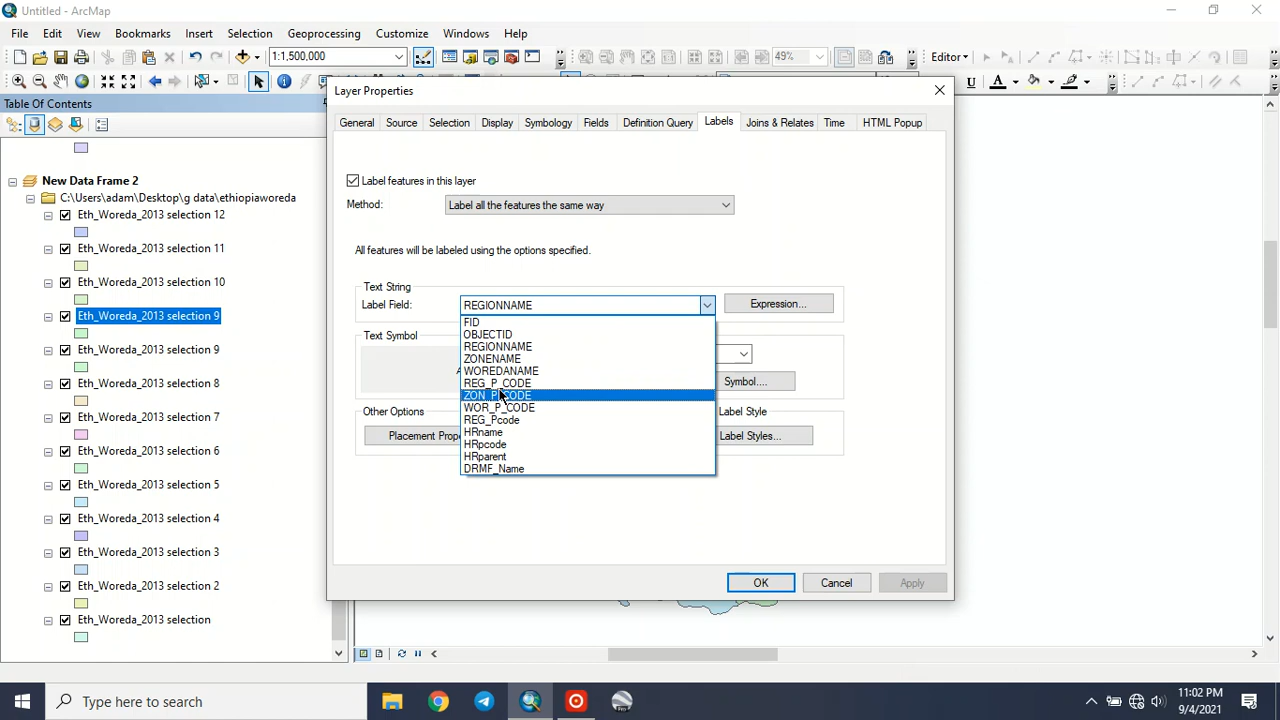 Untitled - ArcMap
File Edit View Bookmarks Insert Selection Geoprocessing Customize Windows Help
1:1,500,000
49%
Editor
Table Of Contents
New Data Frame 2
C:\Users\adam\Desktop\g data\ethiopiaworeda
Eth_Woreda_2013 selection 12
Eth_Woreda_2013 selection 11
Eth_Woreda_2013 selection 10
Eth_Woreda_2013 selection 9
Eth_Woreda_2013 selection 9
Eth_Woreda_2013 selection 8
Eth_Woreda_2013 selection 7
Eth_Woreda_2013 selection 6
Eth_Woreda_2013 selection 5
Eth_Woreda_2013 selection 4
Eth_Woreda_2013 selection 3
Eth_Woreda_2013 selection 2
Eth_Woreda_2013 selection
Layer Properties
General Source Selection Display Symbology Fields Definition Query Labels Joins & Relates Time HTML Popup
Label features in this layer
Method: Label all the features the same way
All features will be labeled using the options specified.
Text String
Label Field: REGIONNAME Expression...
FID
OBJECTID
REGIONNAME
ZONENAME
WOREDANAME
REG_P_CODE
ZON_P_CODE
WOR_P_CODE
REG_Pcode
HRname
HRpcode
HRparent
DRMF_Name
Text Symbol
Symbol....
Other Options
Label Style
Label Styles...
OK Cancel Apply
Type here to search
11:02 PM
9/4/2021